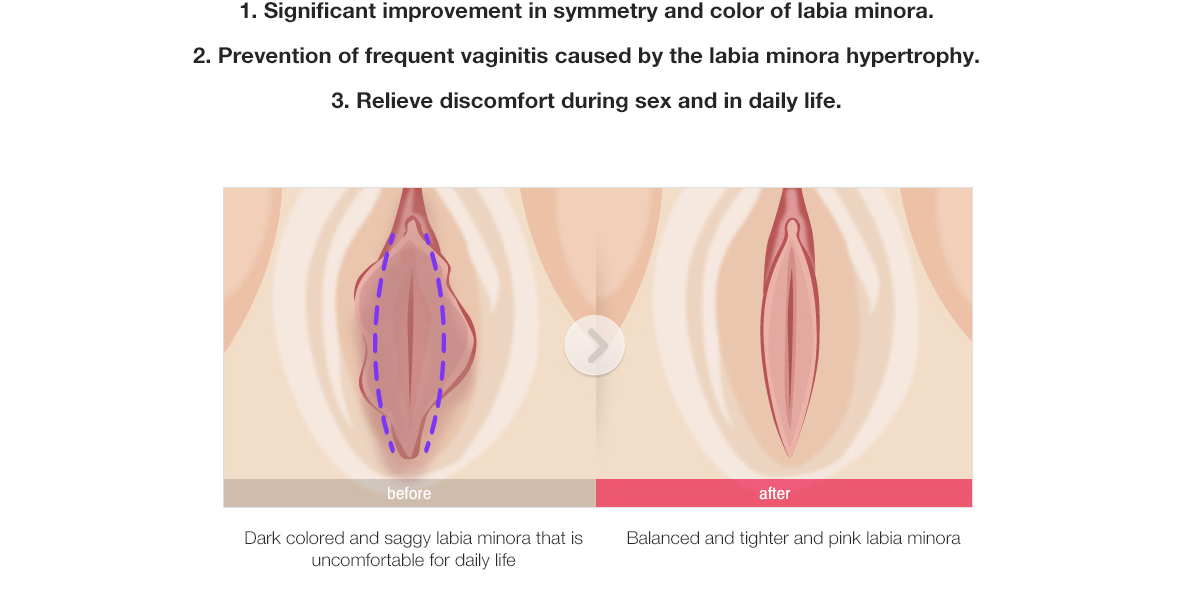 1. Significant improvement in symmetry and color of labia minora.
2. Prevention of frequent vaginitis caused by the labia minora hypertrophy.
3. Relieve discomfort during sex and in daily life.
before
after
Dark colored and saggy labia minora that is
uncomfortable for daily life
Balanced and tighter and pink labia minora